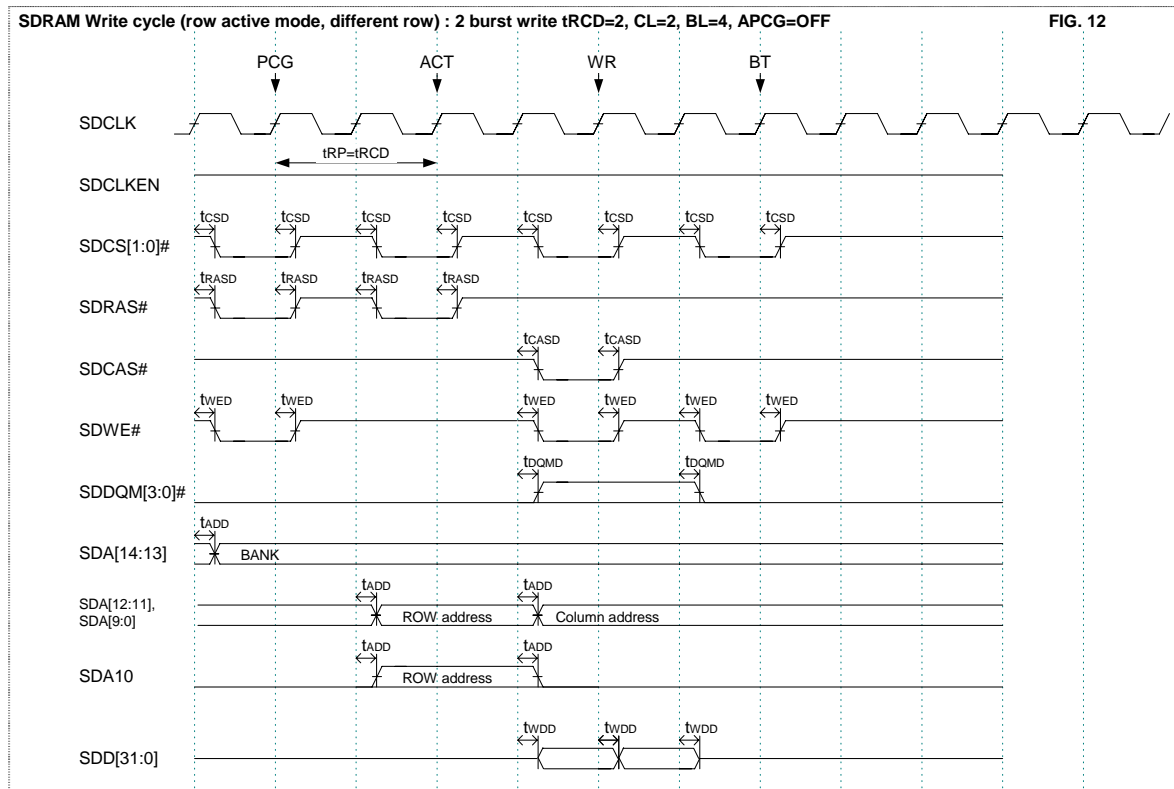 SDRAM Write cycle (row active mode, different row) : 2 burst write tRCD=2, CL=2, BL=4, APCG=OFF FIG. 12
PCG ACT WR BT
SDCLK
tRP=tRCD
SDCLKEN
tCSD tCSD tCSD tCSD tCSD tCSD tCSD tCSD
SDCS[1:0]#
tRASD tRASD tRASD tRASD
SDRAS#
tCASD tCASD
SDCAS#
tWED tWED tWED tWED tWED tWED
SDWE#
tDQMD tDQMD
SDDQM[3:0]#
tADD
SDA[14:13] BANK
tADD tADD
SDA[12:11],
SDA[9:0] ROW address Column address
tADD tADD
SDA10 ROW address
tWDD tWDD tWDD
SDD[31:0]